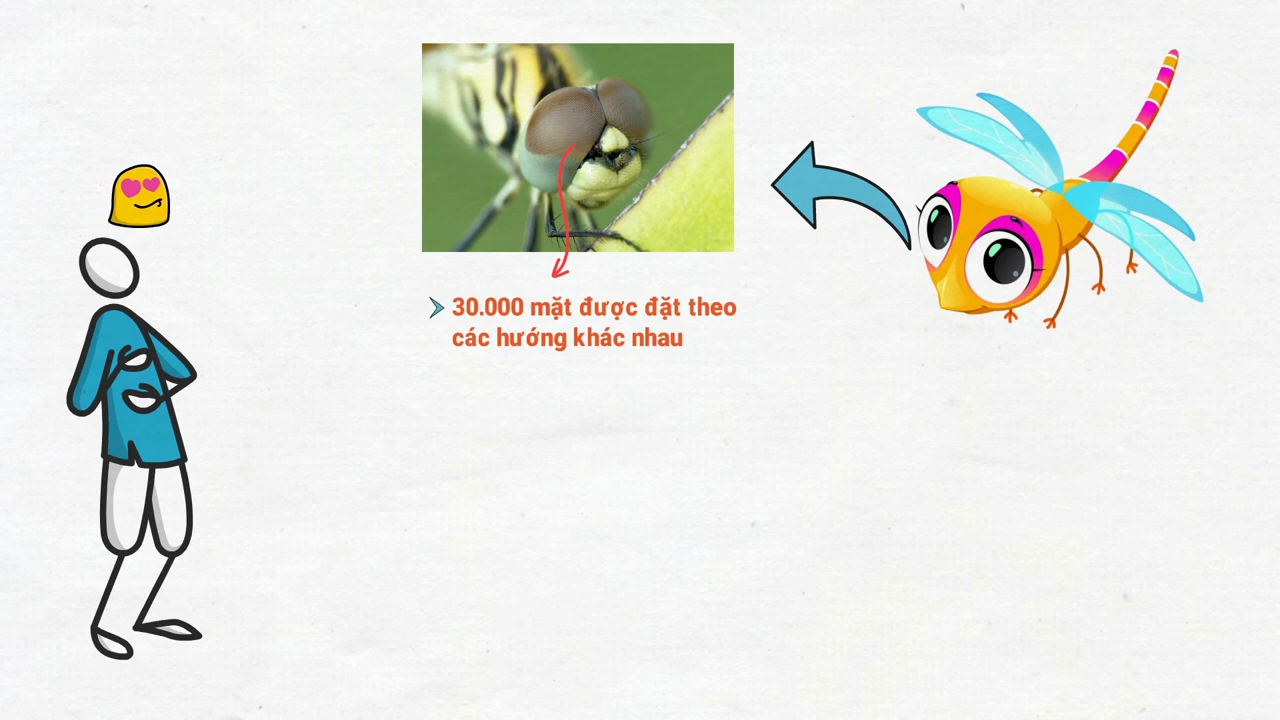 30.000 mặt được đặt theo
các hướng khác nhau